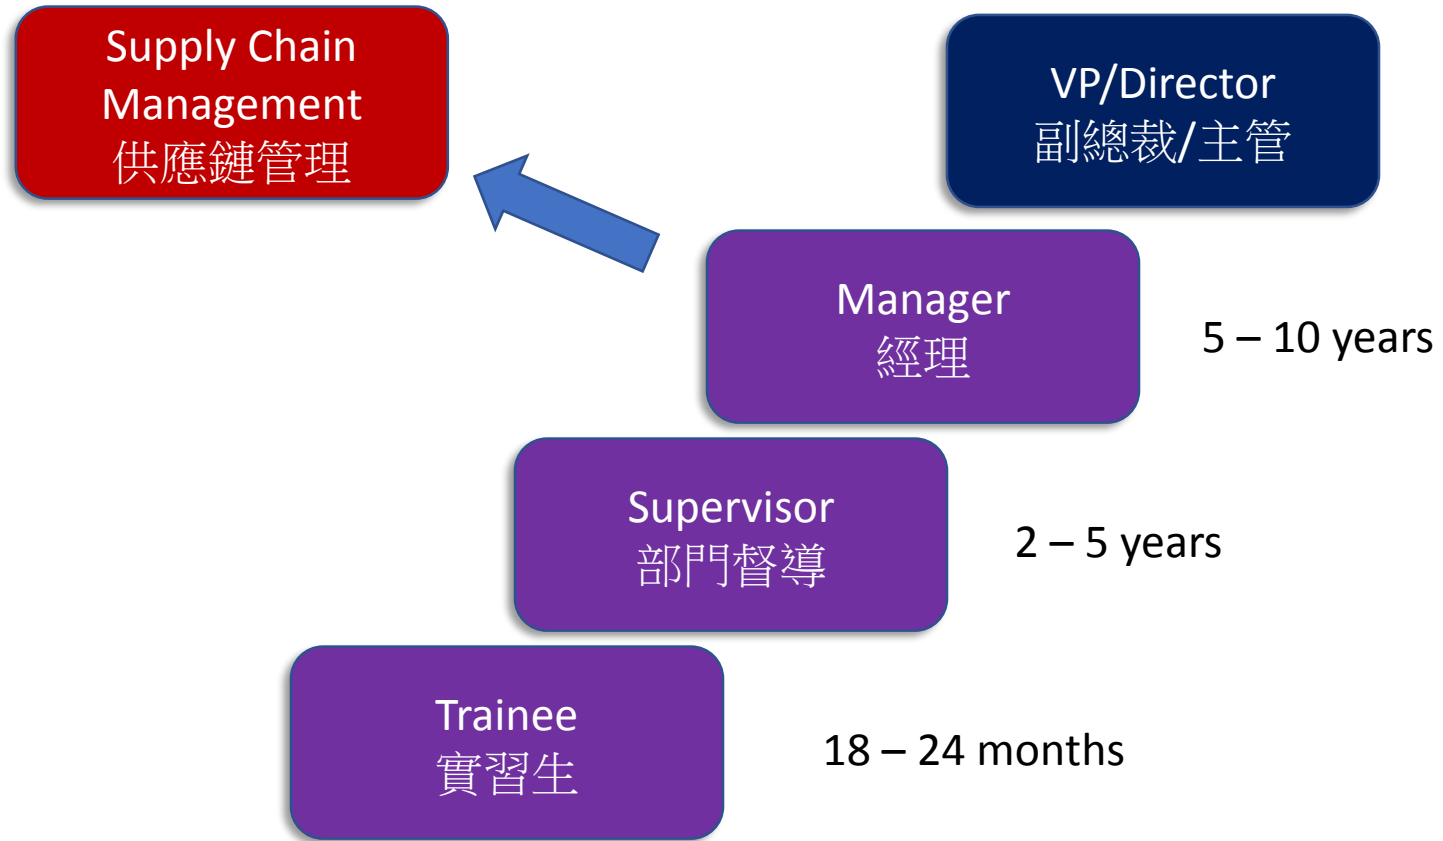 Supply Chain
Management
供應鏈管理
VP/Director
副總裁/主管
Manager
經理
5 – 10 years
Supervisor
部門督導
2 – 5 years
Trainee
實習生
18 – 24 months